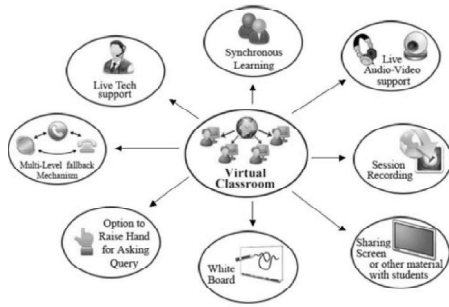 Synchronous
Learning
Live Tech
support
Live
Audio-Video
support
Multi-Level fallback
Mechanism
Virtual
Classroom
Session
Recording
Option to
Raise Hand
for Asking
Query
White
Board
Sharing
Screen
or other material
with students